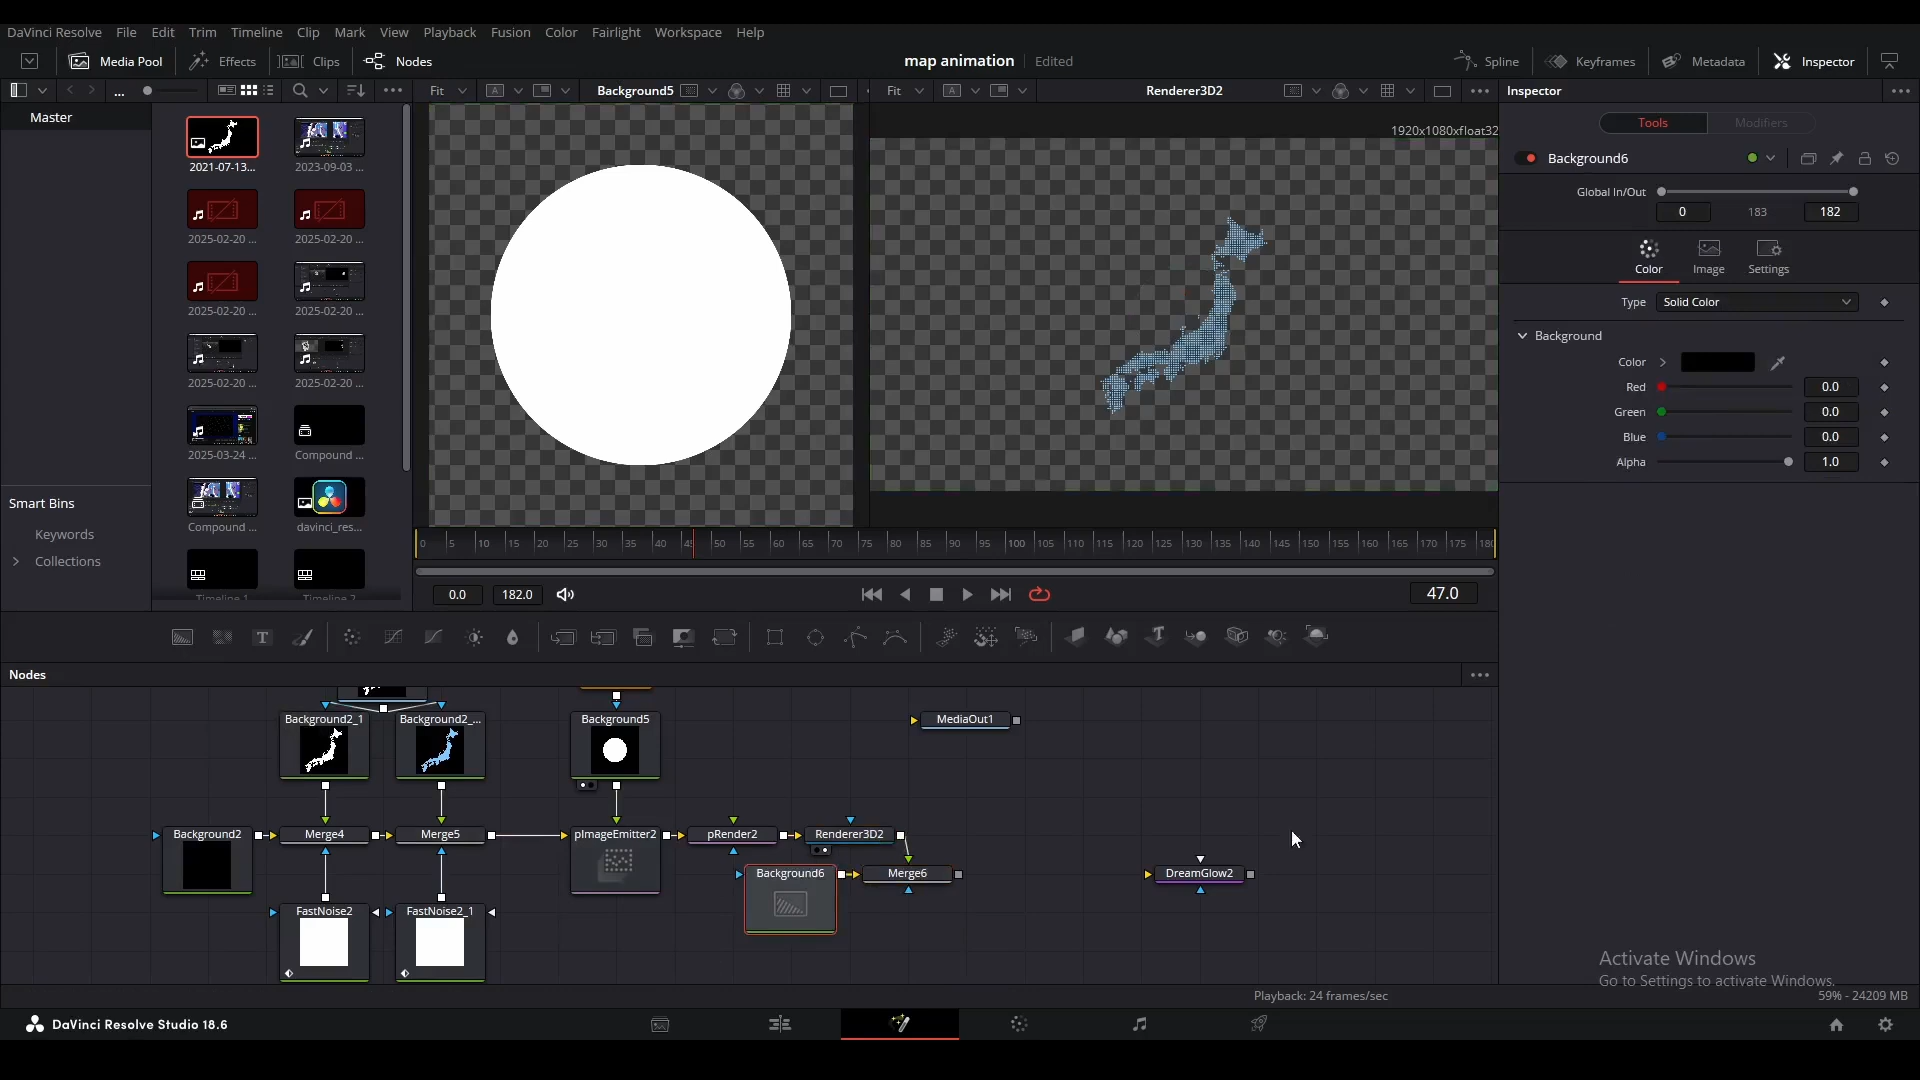 DaVinci Resolve File Edit Trim Timeline Clip Mark View Playback Fusion Color Fairlight Workspace Help
Media Pool Effects Clips Nodes map animation Edited Spline Keyframes Metadata Inspector
... Fit A Background5 Fit A Renderer3D2 Inspector
Master
1920x1080xfloat32
Tools Modifiers
Background6
2021-07-13... 2023-09-03 ...
Global In/Out
0 183 182
2025-02-20 ... 2025-02-20 ...
Color Image Settings
Type Solid Color
2025-02-20 ... 2025-02-20 ...
Background
Color
Red 0.0
2025-02-20 ... 2025-02-20 ...
Green 0.0
Blue 0.0
2025-03-24 ... Compound ...
Alpha 1.0
Smart Bins
Compound ... davinci_res...
Keywords
Collections
0 5 10 15 20 25 30 35 40 45 50 55 60 65 70 75 80 85 90 95 100 105 110 115 120 125 130 135 140 145 150 155 160 165 170 175 180
Timeline 1 Timeline 2
0.0 182.0 47.0
T T
Nodes
Background2_1 Background2_... Background5 MediaOut1
Background2 Merge4 Merge5 pImageEmitter2 pRender2 Renderer3D2
Background6 Merge6 DreamGlow2
FastNoise2 FastNoise2_1
Activate Windows
Go to Settings to activate Windows.
Playback: 24 frames/sec 59% - 24209 MB
DaVinci Resolve Studio 18.6